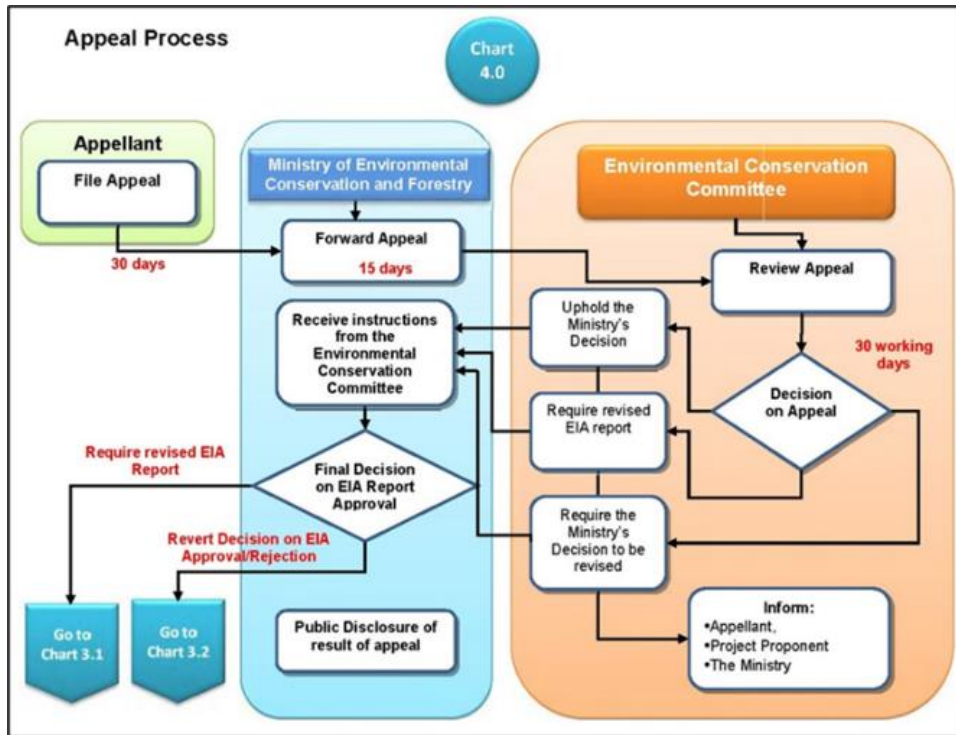 Appeal Process
Chart
4.0
Appellant
File Appeal
30 days
Ministry of Environmental
Conservation and Forestry
Forward Appeal
15 days
Receive instructions
from the
Environmental
Conservation
Committee
Final Decision
on EIA Report
Approval
Require revised EIA
Report
Revert Decision on EIA
Approval/Rejection
Go to
Chart 3.1
Go to
Chart 3.2
Public Disclosure of
result of appeal
Environmental Conservation
Committee
Review Appeal
30 working
days
Decision
on Appeal
Uphold the
Ministry's
Decision
Require revised
EIA report
Require the
Ministry's
Decision to be
revised
Inform:
•Appellant,
•Project Proponent
•The Ministry